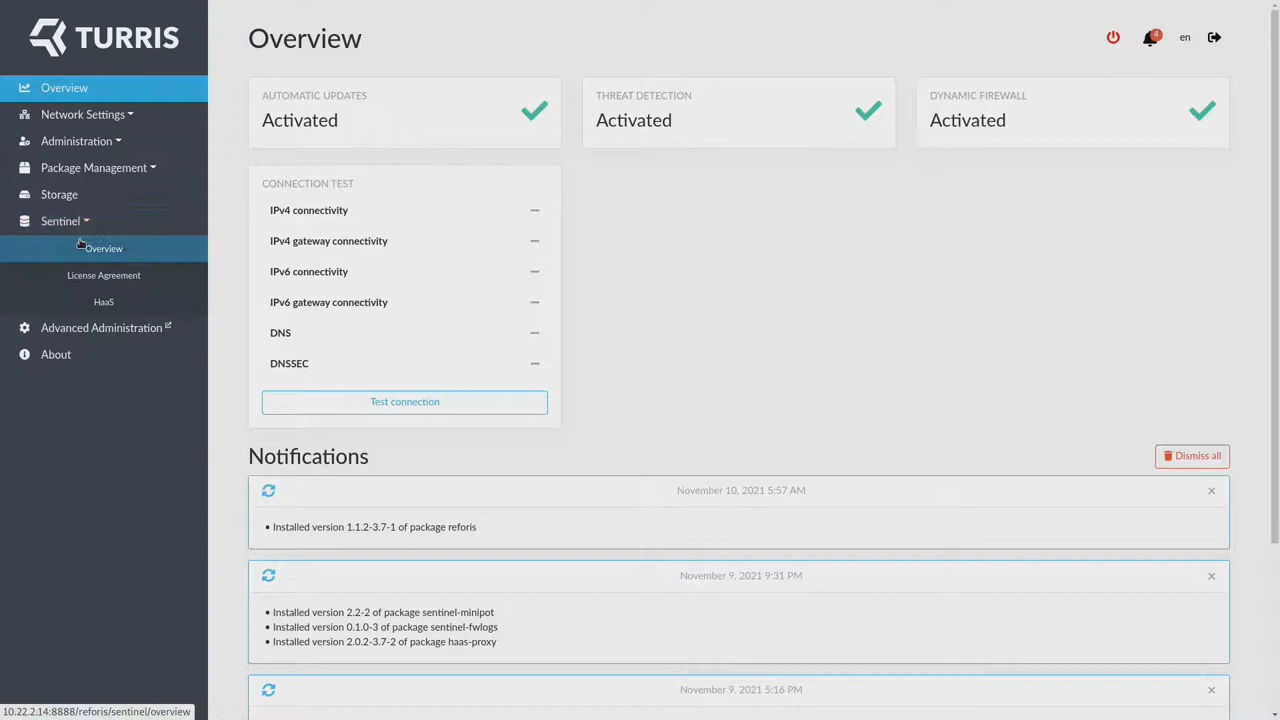 TURRIS
Overview
4
en
Overview
Network Settings
Administration
Package Management
Storage
Sentinel
Overview
License Agreement
HaaS
Advanced Administration
About
AUTOMATIC UPDATES
Activated
THREAT DETECTION
Activated
DYNAMIC FIREWALL
Activated
CONNECTION TEST
IPv4 connectivity
IPv4 gateway connectivity
IPv6 connectivity
IPv6 gateway connectivity
DNS
DNSSEC
Test connection
Notifications
Dismiss all
November 10, 2021 5:57 AM
• Installed version 1.1.2-3.7-1 of package reforis
November 9, 2021 9:31 PM
• Installed version 2.2-2 of package sentinel-minipot
• Installed version 0.1.0-3 of package sentinel-fwlogs
• Installed version 2.0.2-3.7-2 of package haas-proxy
November 9, 2021 5:16 PM
10.22.2.14:8888/reforis/sentinel/overview